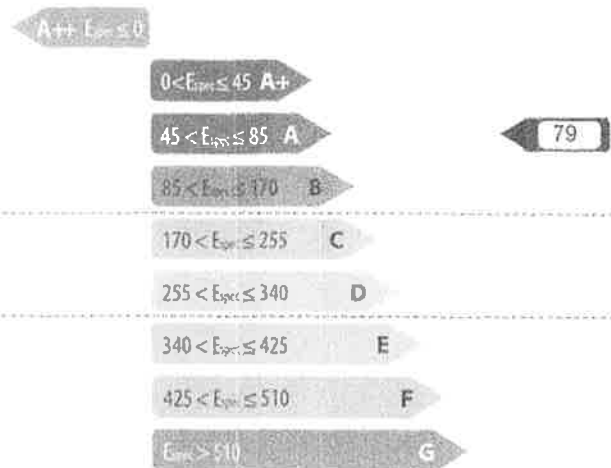 A++ Espec ≤ 0
0 < Espec ≤ 45 A+
45 < Espec ≤ 85 A
79
85 < Espec ≤ 170 B
170 < Espec ≤ 255 C
255 < Espec ≤ 340 D
340 < Espec ≤ 425 E
425 < Espec ≤ 510 F
Espec > 510 G